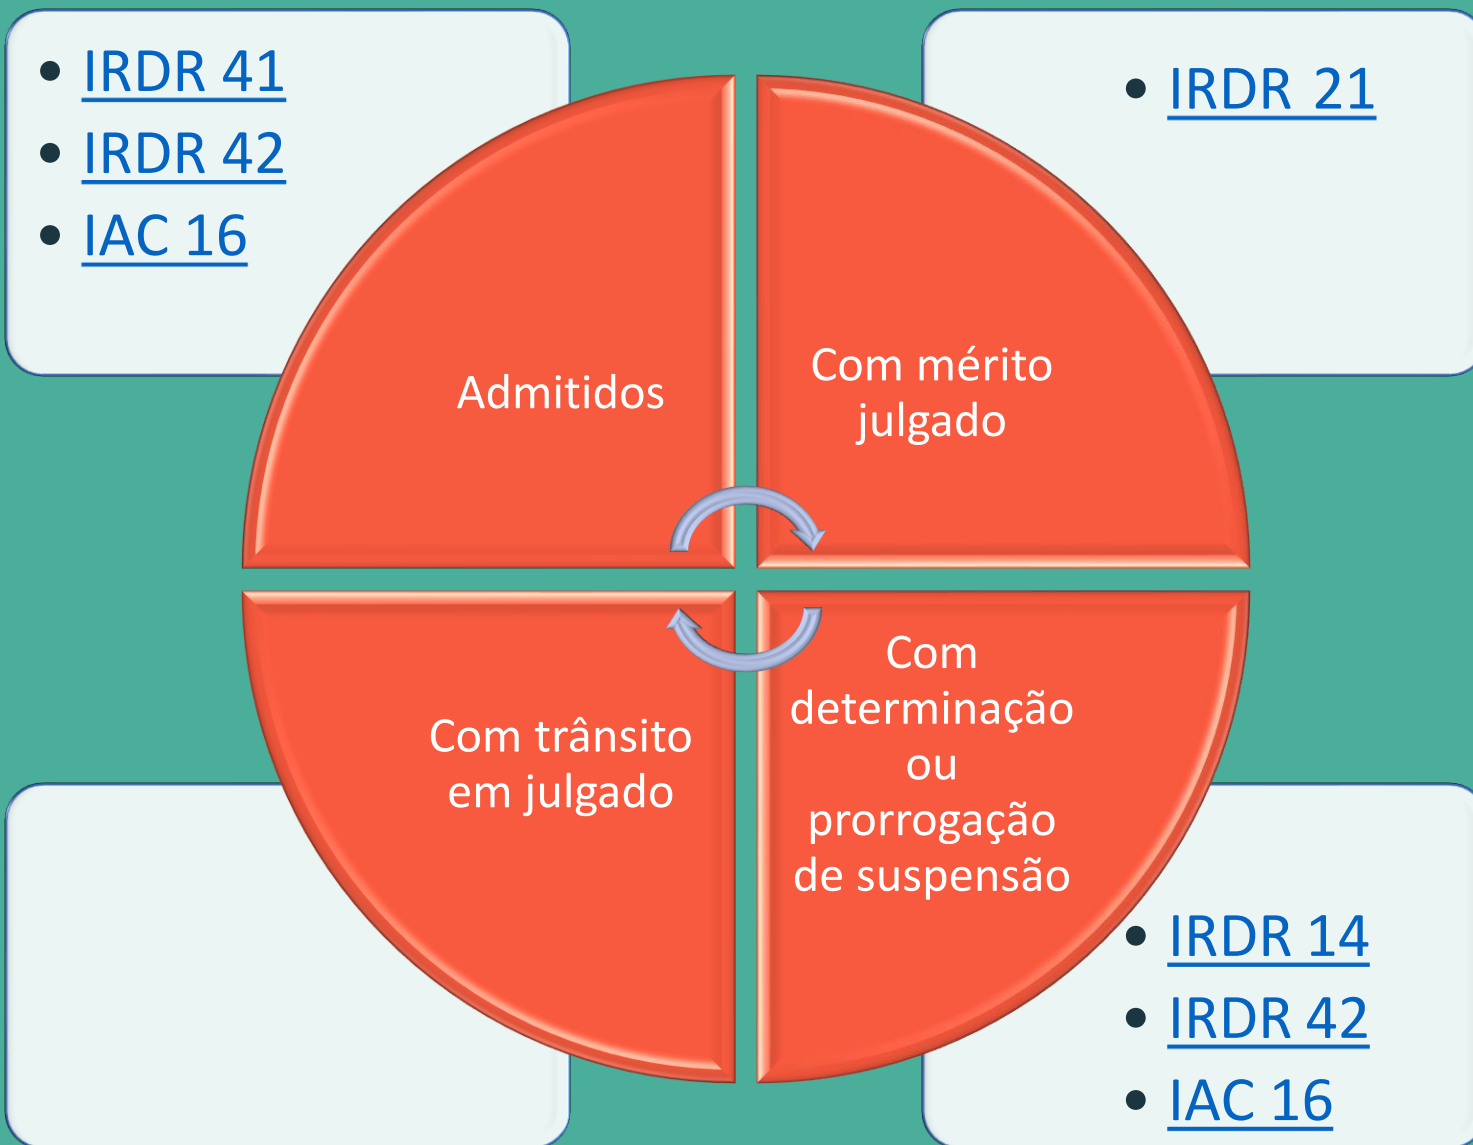 • IRDR 41
• IRDR 42
• IAC 16
• IRDR 21
Admitidos
Com mérito
julgado
Com trânsito
em julgado
Com
determinação
ou
prorrogação
de suspensão
• IRDR 14
• IRDR 42
• IAC 16